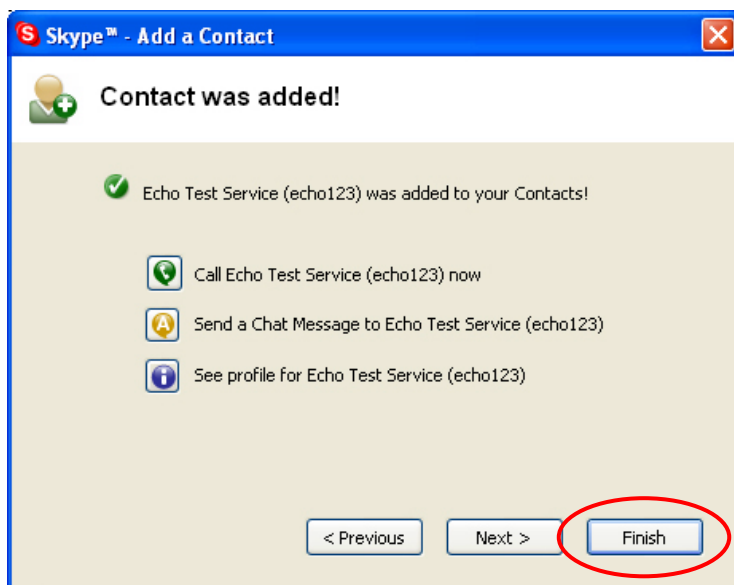 Skype™ - Add a Contact
Contact was added!
Echo Test Service (echo123) was added to your Contacts!
Call Echo Test Service (echo123) now
Send a Chat Message to Echo Test Service (echo123)
See profile for Echo Test Service (echo123)
< Previous Next > Finish